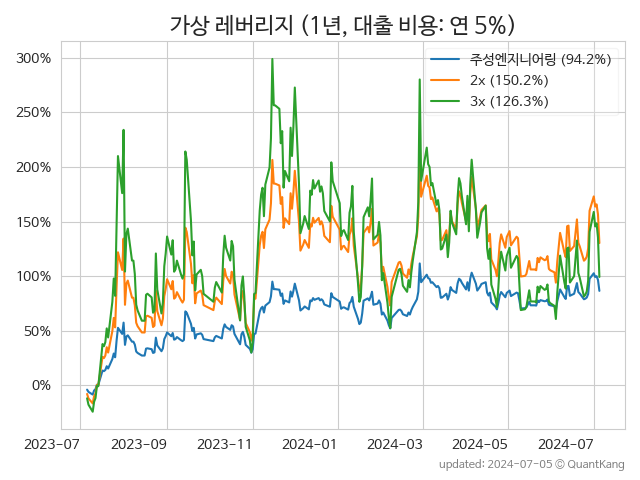 가상 레버리지 (1년, 대출 비용: 연 5%)
주성엔지니어링 (94.2%)
2x (150.2%)
3x (126.3%)
300%
250%
200%
150%
100%
50%
0%
2023-07 2023-09 2023-11 2024-01 2024-03 2024-05 2024-07
updated: 2024-07-05 © QuantKang